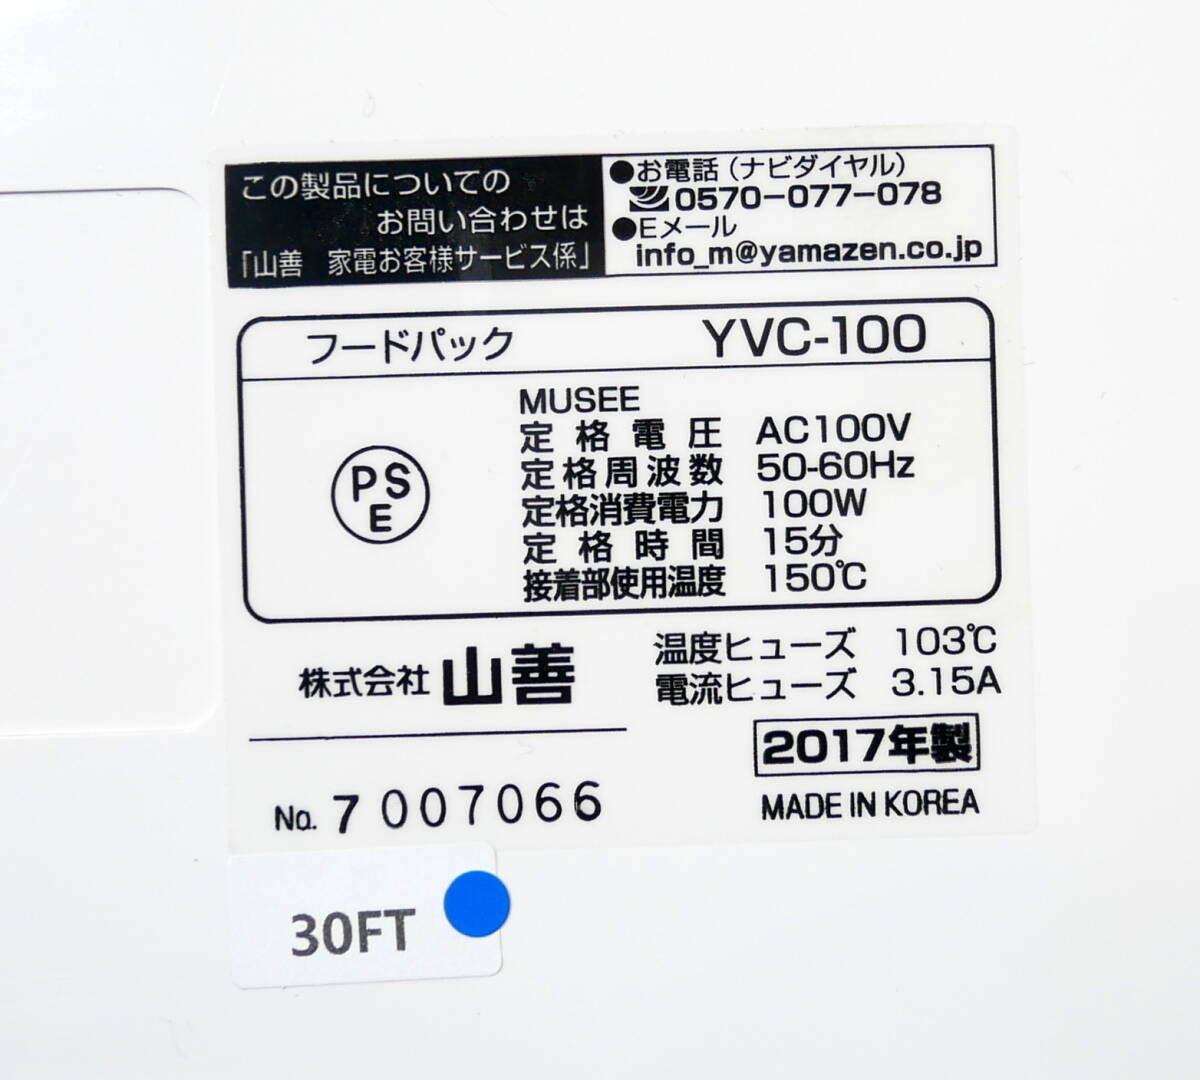 この製品についての
お問い合わせは
「山善 家電お客様サービス係」
●お電話（ナビダイヤル）
0570-077-078
●Eメール
info_m@yamazen.co.jp
フードパック YVC-100
PSE
MUSEE
定格電圧 AC100V
定格周波数 50-60Hz
定格消費電力 100W
定格時間 15分
接着部使用温度 150℃
株式会社 山善
温度ヒューズ 103℃
電流ヒューズ 3.15A
2017年製
MADE IN KOREA
No. 7 007066
30FT